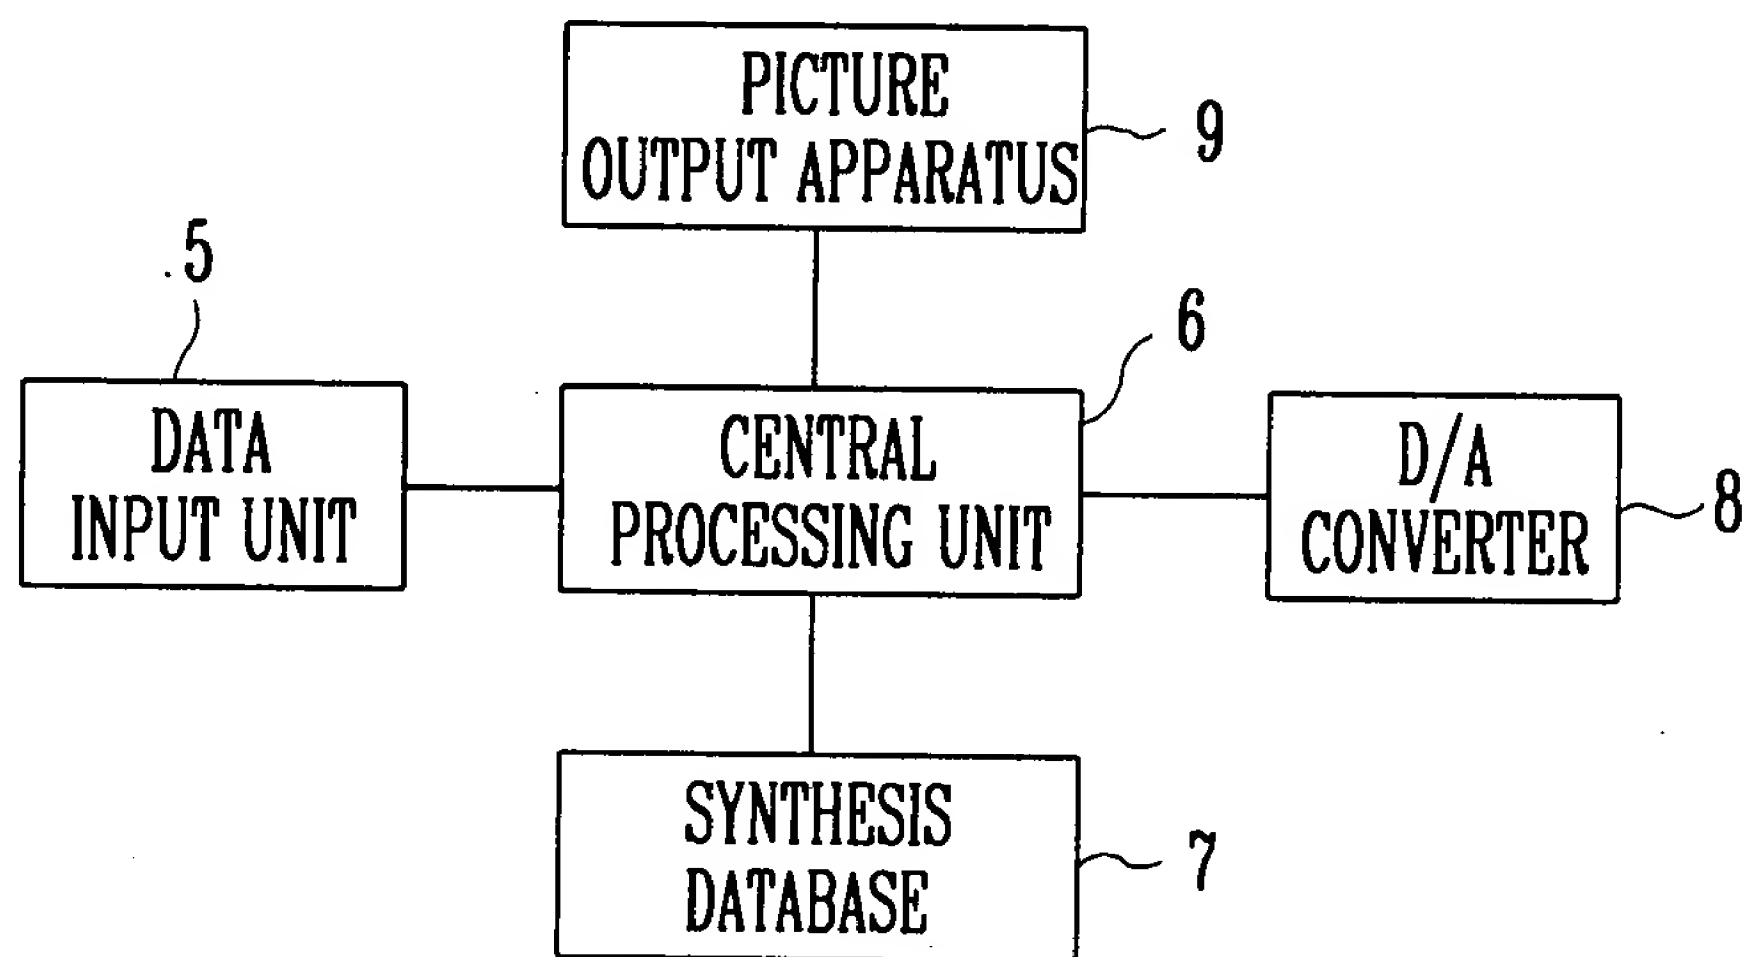 PICTURE
OUTPUT APPARATUS
9
5
6
DATA
INPUT UNIT
CENTRAL
PROCESSING UNIT
D/A
CONVERTER
8
SYNTHESIS
DATABASE
7